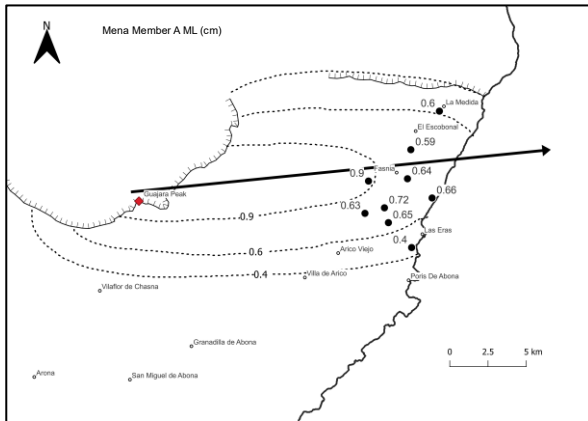 N
Mena Member A ML (cm)
0.6
La Medida
El Escobonal
0.59
Fasnia
0.9
0.64
Guajara Peak
0.66
0.63
0.72
0.9
0.65
Las Eras
0.4
0.6
Arico Viejo
0.4
Villa de Arico
Poris De Abona
Vilaflor de Chasna
Granadilla de Abona
Arona
San Miguel de Abona
0 2.5 5 km